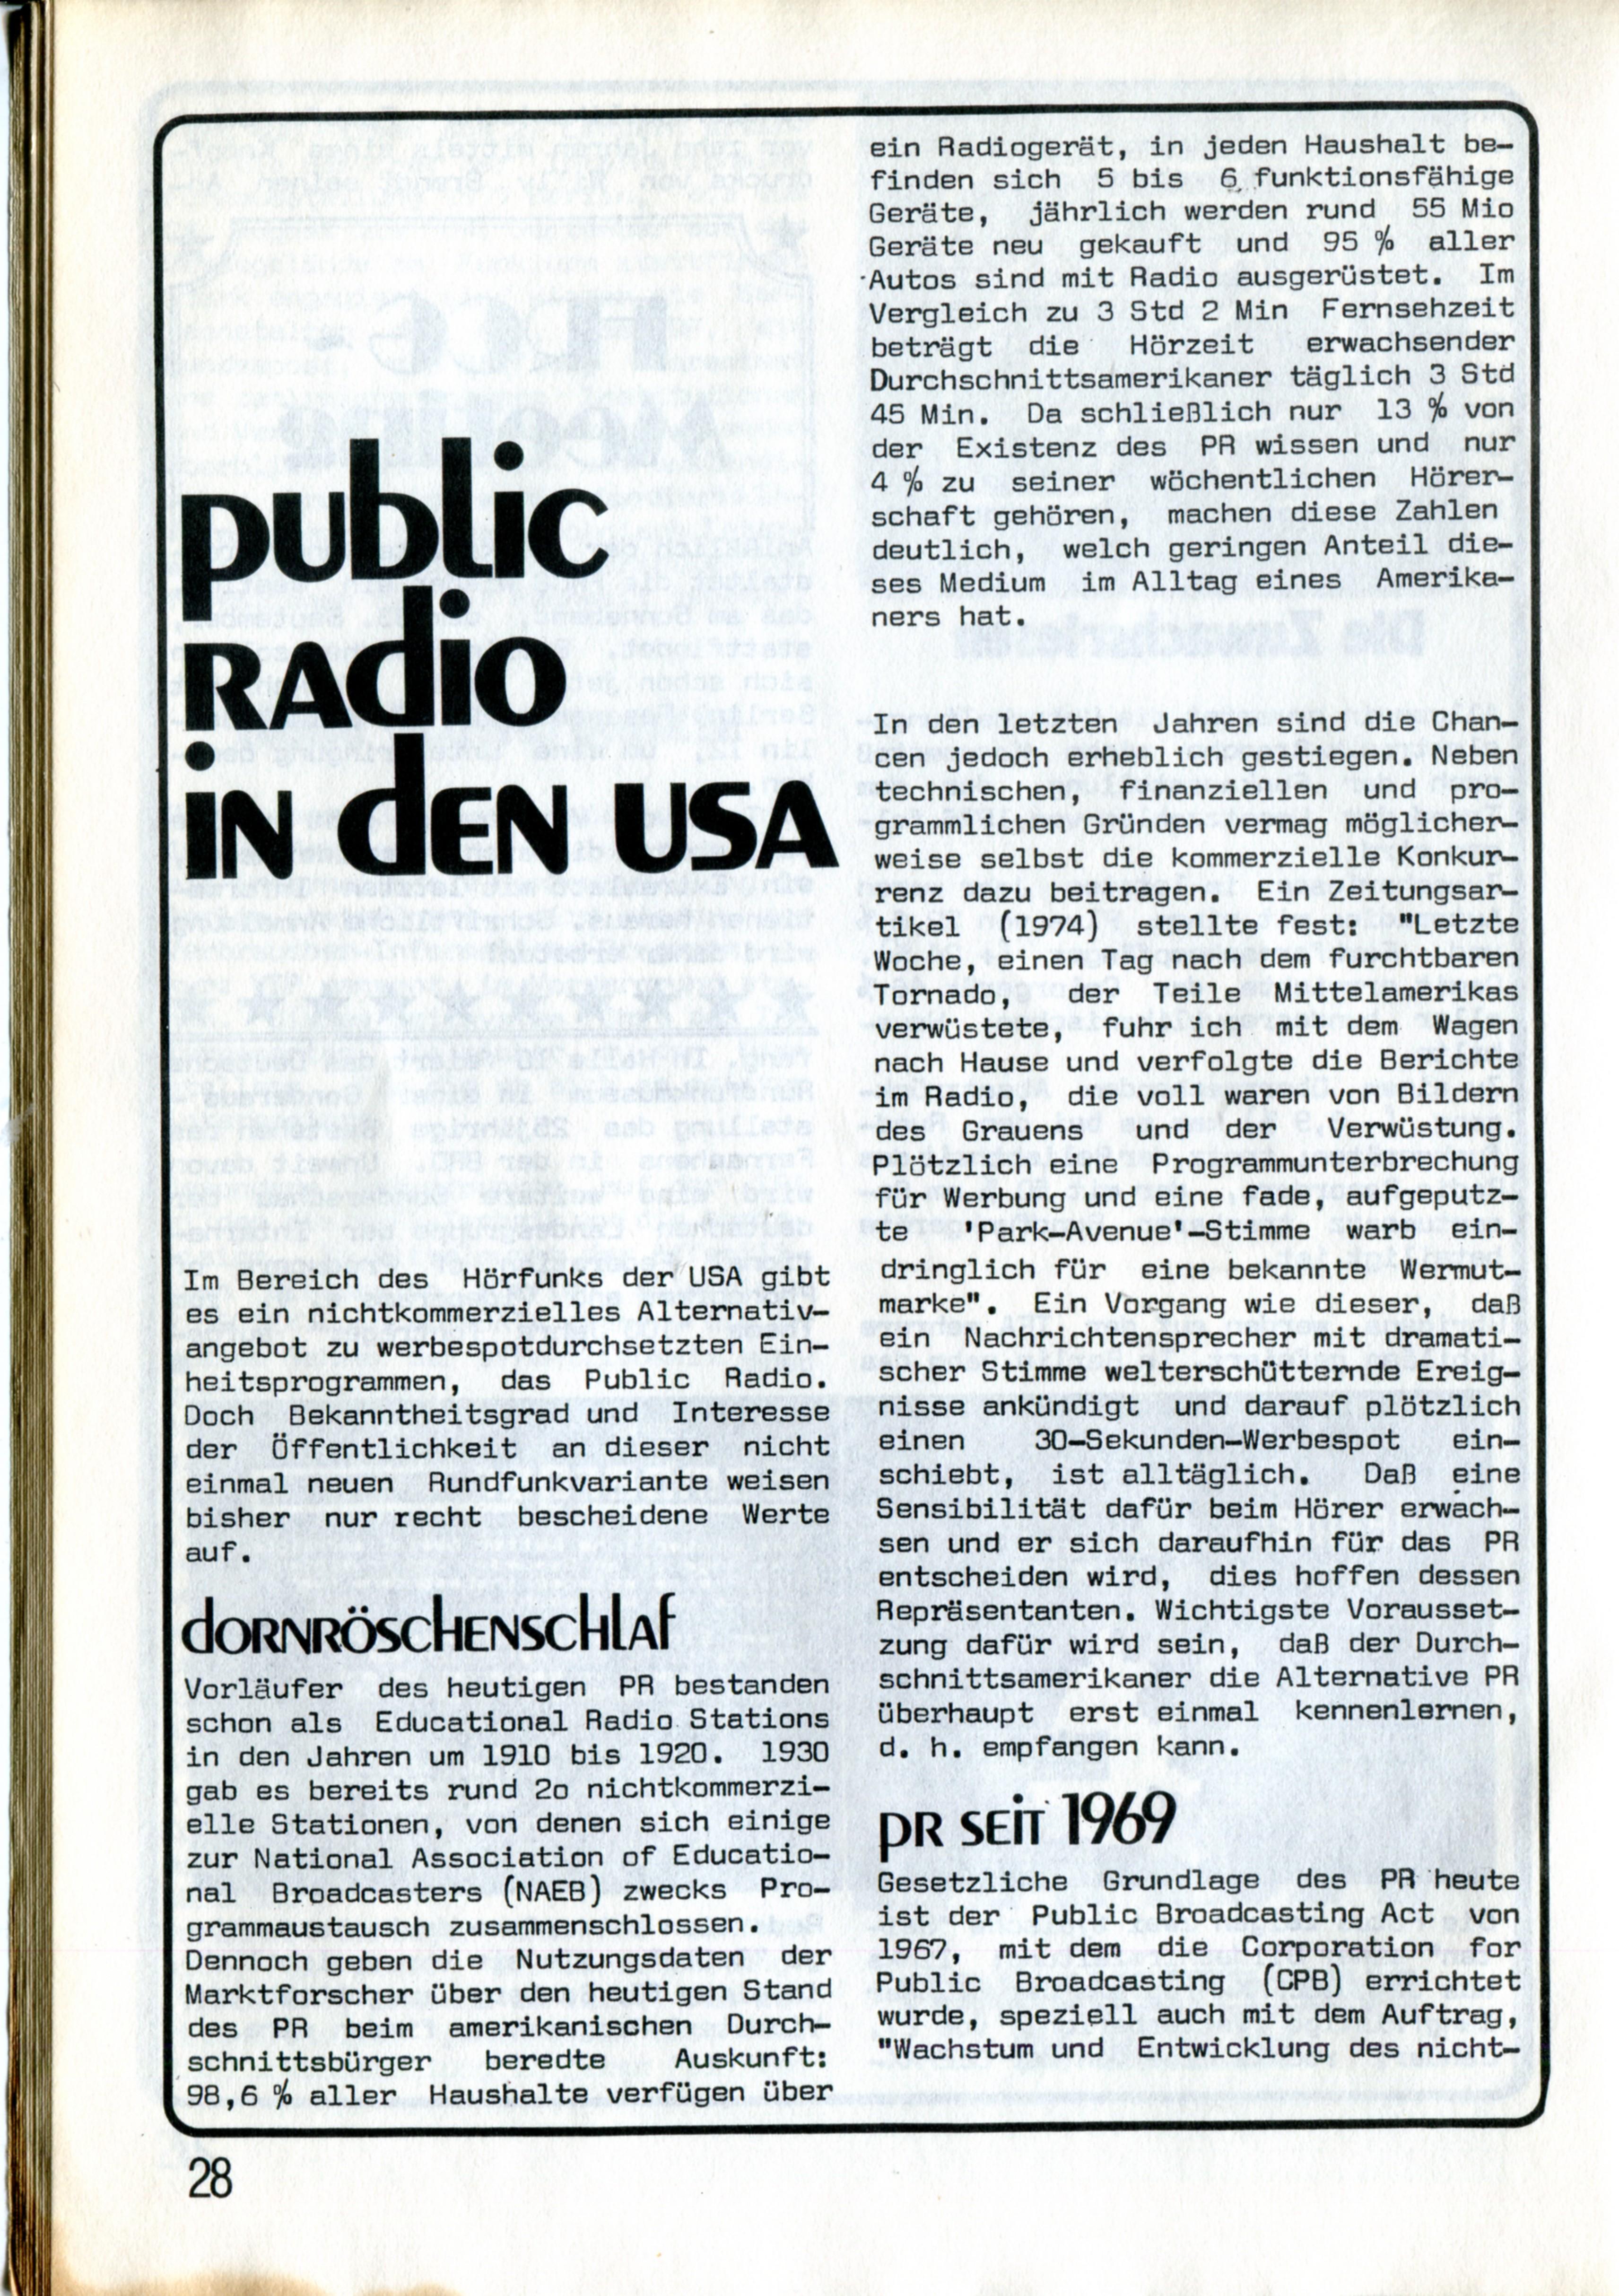 public
RAdio
iN dEN USA
Im Bereich des Hörfunks der USA gibt
es ein nichtkommerzielles Alternativ-
angebot zu werbespotdurchsetzten Ein-
heitsprogrammen, das Public Radio.
Doch Bekanntheitsgrad und Interesse
der Öffentlichkeit an dieser nicht
einmal neuen Rundfunkvariante weisen
bisher nur recht bescheidene Werte
auf.
dORNRÖSCHENSCHLAf
Vorläufer des heutigen PR bestanden
schon als Educational Radio Stations
in den Jahren um 1910 bis 1920. 1930
gab es bereits rund 2o nichtkommerzi-
elle Stationen, von denen sich einige
zur National Association of Educatio-
nal Broadcasters (NAEB) zwecks Pro-
grammaustausch zusammenschlossen.
Dennoch geben die Nutzungsdaten der
Marktforscher über den heutigen Stand
des PR beim amerikanischen Durch-
schnittsbürger beredte Auskunft:
98,6 % aller Haushalte verfügen über
ein Radiogerät, in jeden Haushalt be-
finden sich 5 bis 6 funktionsfähige
Geräte, jährlich werden rund 55 Mio
Geräte neu gekauft und 95 % aller
Autos sind mit Radio ausgerüstet. Im
Vergleich zu 3 Std 2 Min Fernsehzeit
beträgt die Hörzeit erwachsender
Durchschnittsamerikaner täglich 3 Std
45 Min. Da schließlich nur 13 % von
der Existenz des PR wissen und nur
4 % zu seiner wöchentlichen Hörer-
schaft gehören, machen diese Zahlen
deutlich, welch geringen Anteil die-
ses Medium im Alltag eines Amerika-
ners hat.
In den letzten Jahren sind die Chan-
cen jedoch erheblich gestiegen. Neben
technischen, finanziellen und pro-
grammlichen Gründen vermag möglicher-
weise selbst die kommerzielle Konkur-
renz dazu beitragen. Ein Zeitungsar-
tikel (1974) stellte fest: "Letzte
Woche, einen Tag nach dem furchtbaren
Tornado, der Teile Mittelamerikas
verwüstete, fuhr ich mit dem Wagen
nach Hause und verfolgte die Berichte
im Radio, die voll waren von Bildern
des Grauens und der Verwüstung.
Plötzlich eine Programmunterbrechung
für Werbung und eine fade, aufgeputz-
te 'Park-Avenue'-Stimme warb ein-
dringlich für eine bekannte Wermut-
marke". Ein Vorgang wie dieser, daß
ein Nachrichtensprecher mit dramati-
scher Stimme welterschütternde Ereig-
nisse ankündigt und darauf plötzlich
einen 30-Sekunden-Werbespot ein-
schiebt, ist alltäglich. Daß eine
Sensibilität dafür beim Hörer erwach-
sen und er sich daraufhin für das PR
entscheiden wird, dies hoffen dessen
Repräsentanten. Wichtigste Vorausset-
zung dafür wird sein, daß der Durch-
schnittsamerikaner die Alternative PR
überhaupt erst einmal kennenlernen,
d. h. empfangen kann.
PR SEIT 1969
Gesetzliche Grundlage des PR heute
ist der Public Broadcasting Act von
1967, mit dem die Corporation for
Public Broadcasting (CPB) errichtet
wurde, speziell auch mit dem Auftrag,
"Wachstum und Entwicklung des nicht-
28